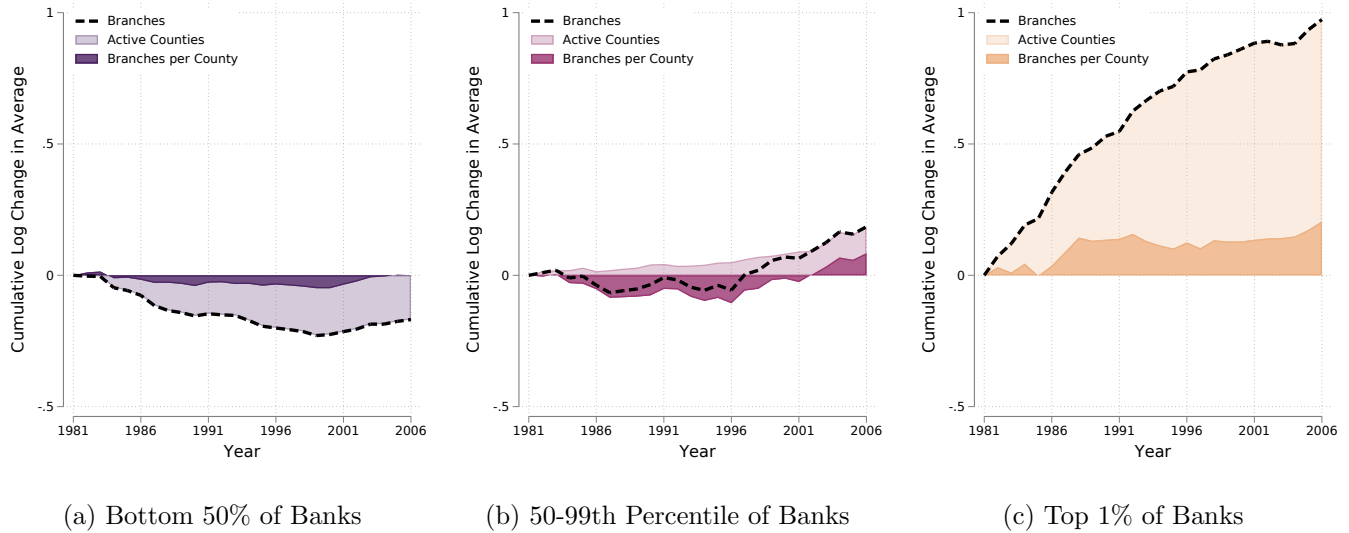 Cumulative Log Change in Average
1
.5
0
-.5
Branches
Active Counties
Branches per County
1981
1986
1991
1996
2001
2006
Year
(a) Bottom 50% of Banks
Cumulative Log Change in Average
1
.5
0
-.5
Branches
Active Counties
Branches per County
1981
1986
1991
1996
2001
2006
Year
(b) 50-99th Percentile of Banks
Cumulative Log Change in Average
1
.5
0
-.5
Branches
Active Counties
Branches per County
1981
1986
1991
1996
2001
2006
Year
(c) Top 1% of Banks